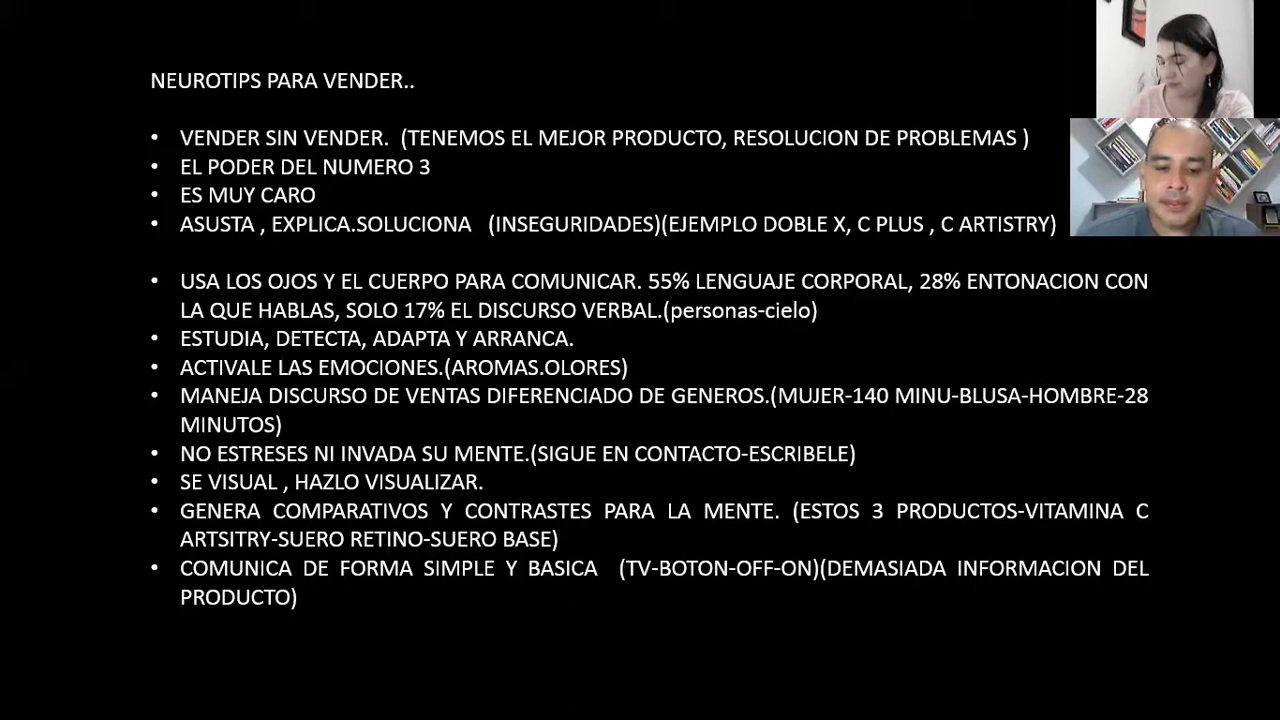 NEUROTIPS PARA VENDER..
• VENDER SIN VENDER. (TENEMOS EL MEJOR PRODUCTO, RESOLUCION DE PROBLEMAS )
• EL PODER DEL NUMERO 3
• ES MUY CARO
• ASUSTA , EXPLICA.SOLUCIONA (INSEGURIDADES)(EJEMPLO DOBLE X, C PLUS , C ARTISTRY)
• USA LOS OJOS Y EL CUERPO PARA COMUNICAR. 55% LENGUAJE CORPORAL, 28% ENTONACION CON
LA QUE HABLAS, SOLO 17% EL DISCURSO VERBAL.(personas-cielo)
• ESTUDIA, DETECTA, ADAPTA Y ARRANCA.
• ACTIVALE LAS EMOCIONES.(AROMAS.OLORES)
• MANEJA DISCURSO DE VENTAS DIFERENCIADO DE GENEROS.(MUJER-140 MINU-BLUSA-HOMBRE-28
MINUTOS)
• NO ESTRESES NI INVADA SU MENTE.(SIGUE EN CONTACTO-ESCRIBELE)
• SE VISUAL , HAZLO VISUALIZAR.
• GENERA COMPARATIVOS Y CONTRASTES PARA LA MENTE. (ESTOS 3 PRODUCTOS-VITAMINA C
ARTSITRY-SUERO RETINO-SUERO BASE)
• COMUNICA DE FORMA SIMPLE Y BASICA (TV-BOTON-OFF-ON)(DEMASIADA INFORMACION DEL
PRODUCTO)